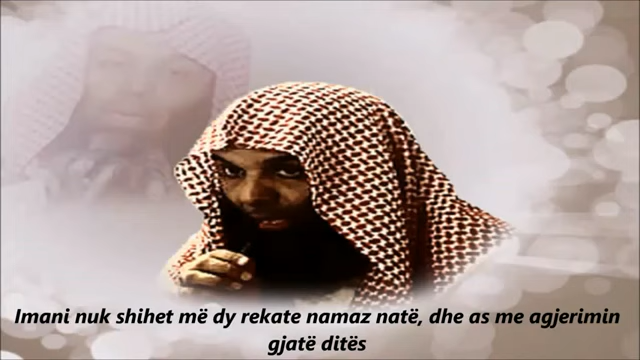 Imani nuk shihet më dy rekate namaz natë, dhe as me agjerimin
gjatë ditës